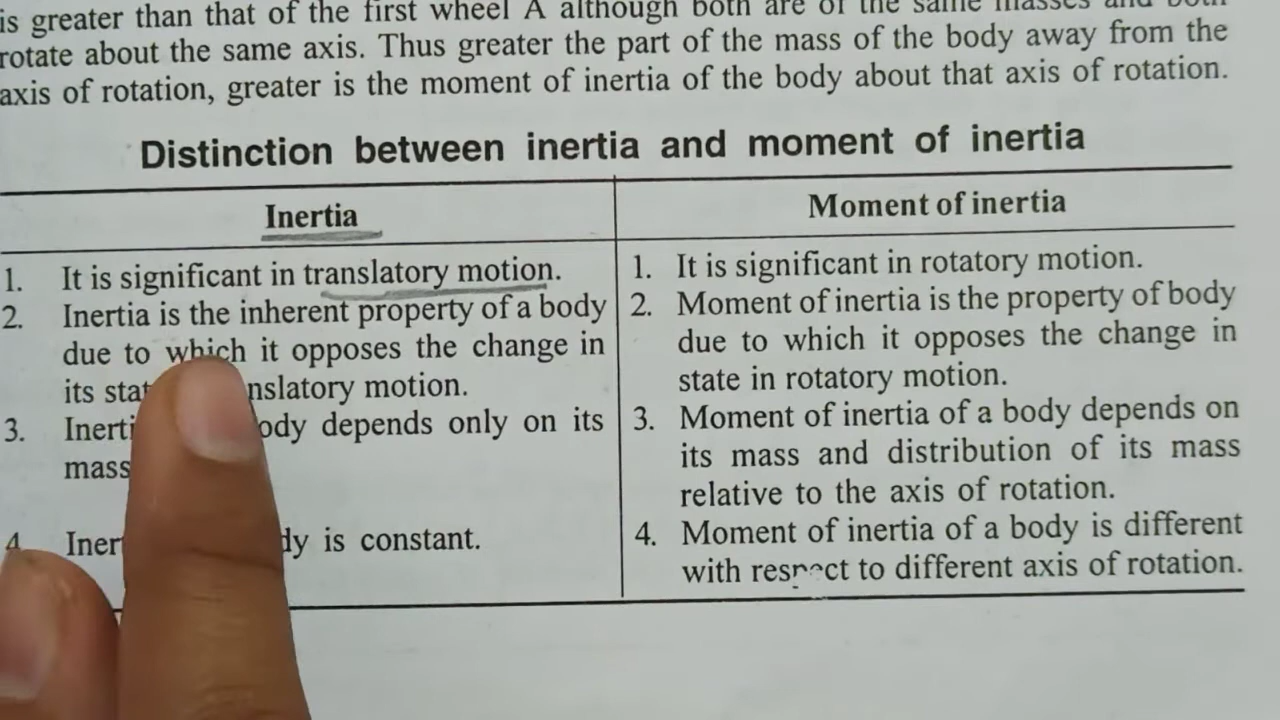 is greater than that of the first wheel A although both are of the same masses and both
rotate about the same axis. Thus greater the part of the mass of the body away from the
axis of rotation, greater is the moment of inertia of the body about that axis of rotation.
Distinction between inertia and moment of inertia
Inertia
1. It is significant in translatory motion.
2. Inertia is the inherent property of a body
due to which it opposes the change in
its motion.
3. depends only on its
mass
4. is constant.
Moment of inertia
1. It is significant in rotatory motion.
2. Moment of inertia is the property of body
due to which it opposes the change in
state in rotatory motion.
3. Moment of inertia of a body depends on
its mass and distribution of its mass
relative to the axis of rotation.
4. Moment of inertia of a body is different
with respect to different axis of rotation.